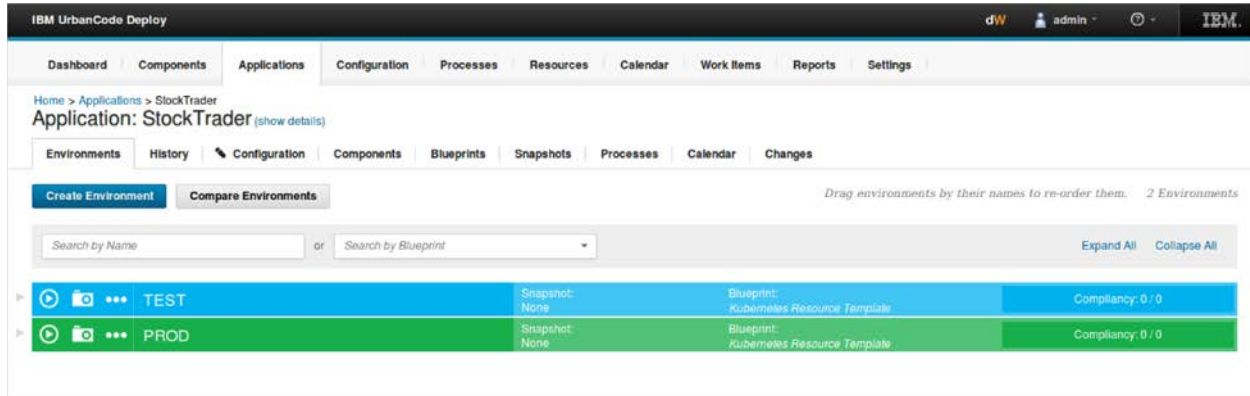 IBM UrbanCode Deploy dW admin IBM.
Dashboard Components Applications Configuration Processes Resources Calendar Work Items Reports Settings
Home > Applications > StockTrader
Application: StockTrader (show details)
Environments History Configuration Components Blueprints Snapshots Processes Calendar Changes
Create Environment Compare Environments Drag environments by their names to re-order them. 2 Environments
Search by Name or Search by Blueprint Expand All Collapse All
TEST Snapshot: None Blueprint: Kubernetes Resource Template Compliancy: 0 / 0
PROD Snapshot: None Blueprint: Kubernetes Resource Template Compliancy: 0 / 0